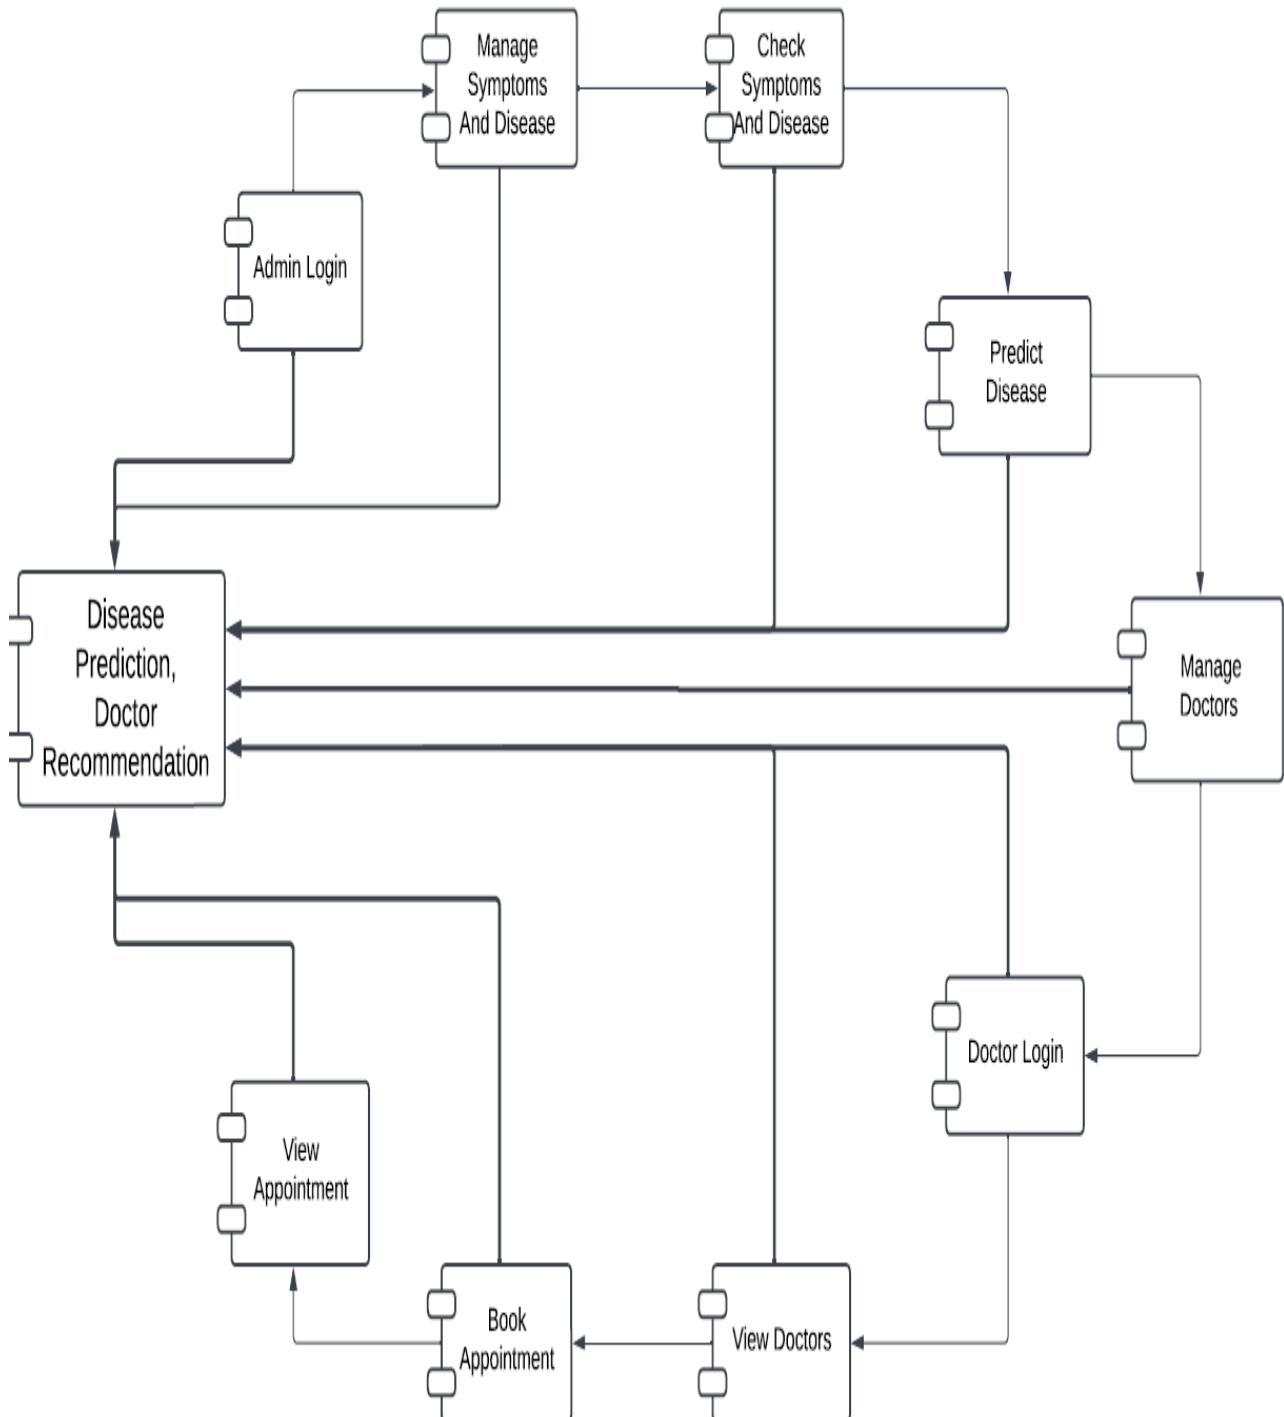 Manage
Symptoms
And Disease
Check
Symptoms
And Disease
Admin Login
Predict
Disease
Disease
Prediction,
Doctor
Recommendation
Manage
Doctors
Doctor Login
View
Appointment
Book
Appointment
View Doctors